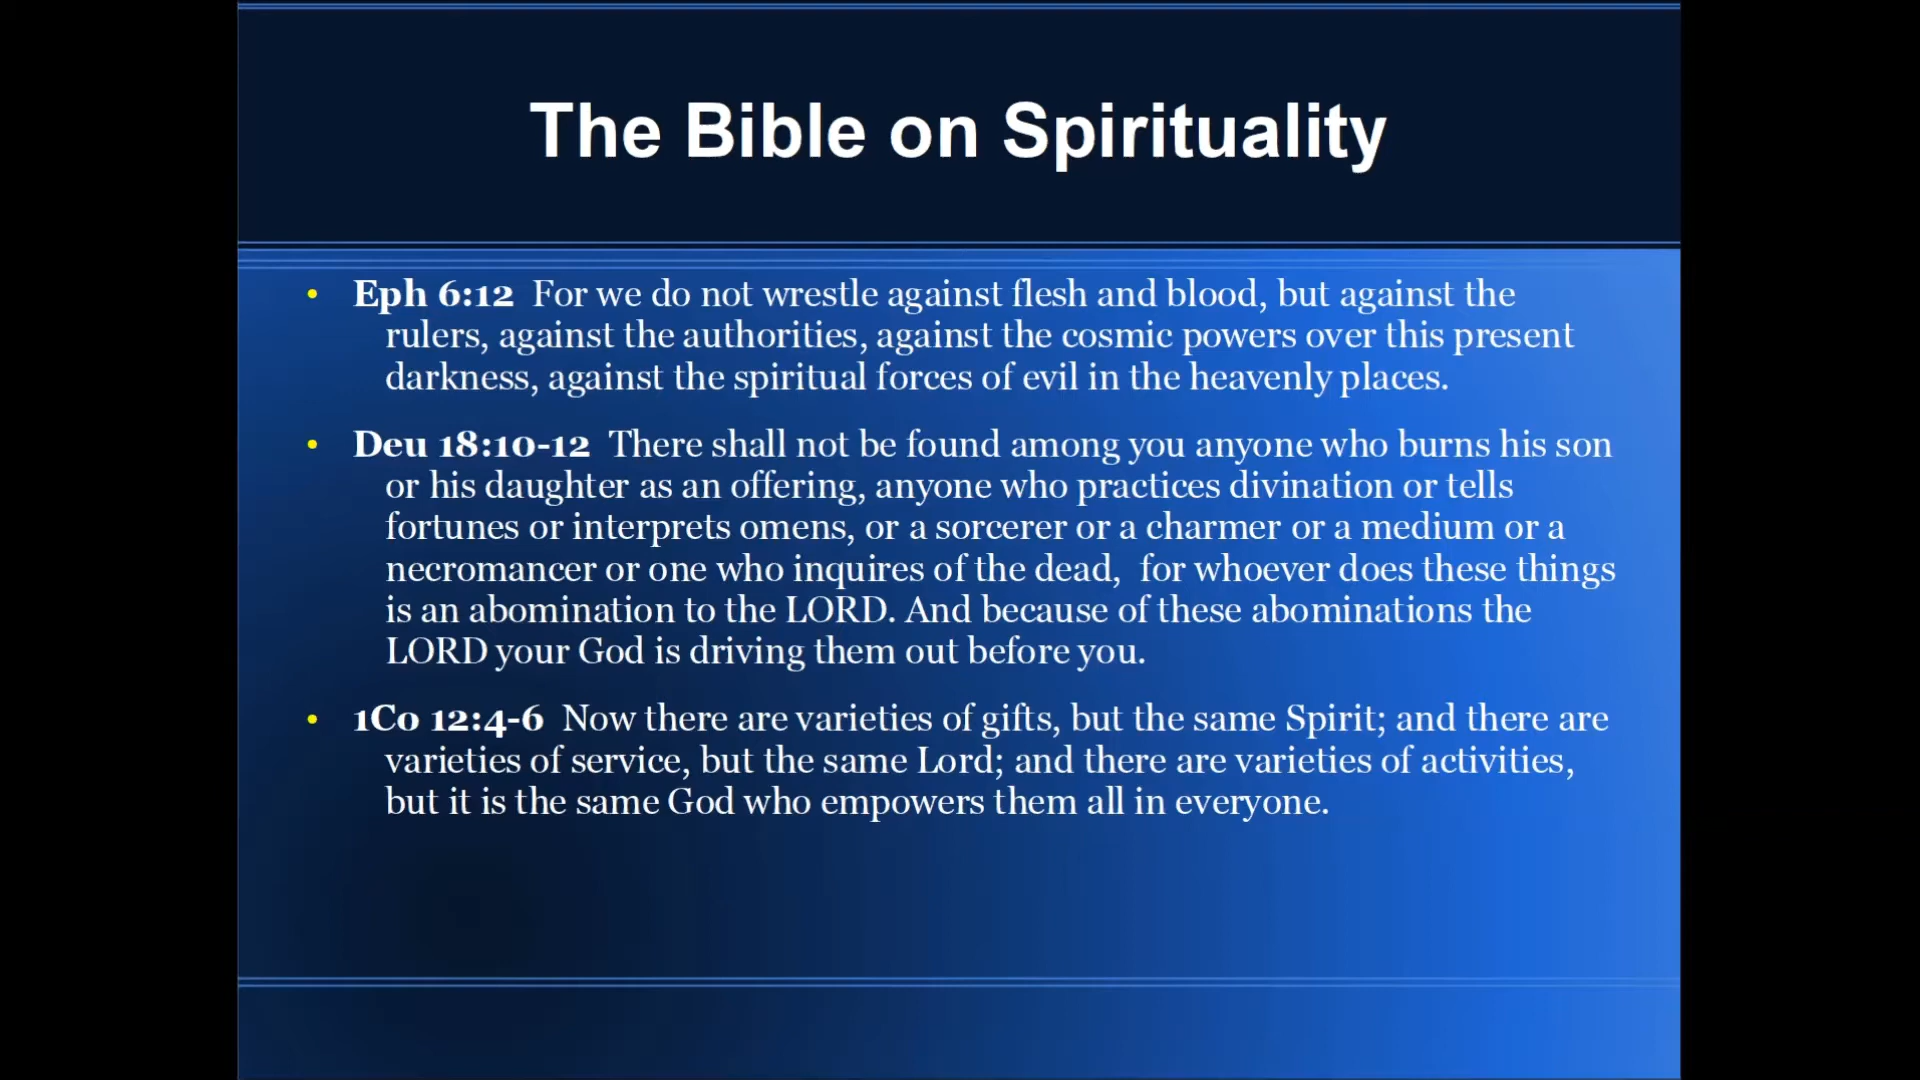 The Bible on Spirituality
• Eph 6:12  For we do not wrestle against flesh and blood, but against the
rulers, against the authorities, against the cosmic powers over this present
darkness, against the spiritual forces of evil in the heavenly places.
• Deu 18:10-12  There shall not be found among you anyone who burns his son
or his daughter as an offering, anyone who practices divination or tells
fortunes or interprets omens, or a sorcerer or a charmer or a medium or a
necromancer or one who inquires of the dead,  for whoever does these things
is an abomination to the LORD. And because of these abominations the
LORD your God is driving them out before you.
• 1Co 12:4-6  Now there are varieties of gifts, but the same Spirit; and there are
varieties of service, but the same Lord; and there are varieties of activities,
but it is the same God who empowers them all in everyone.